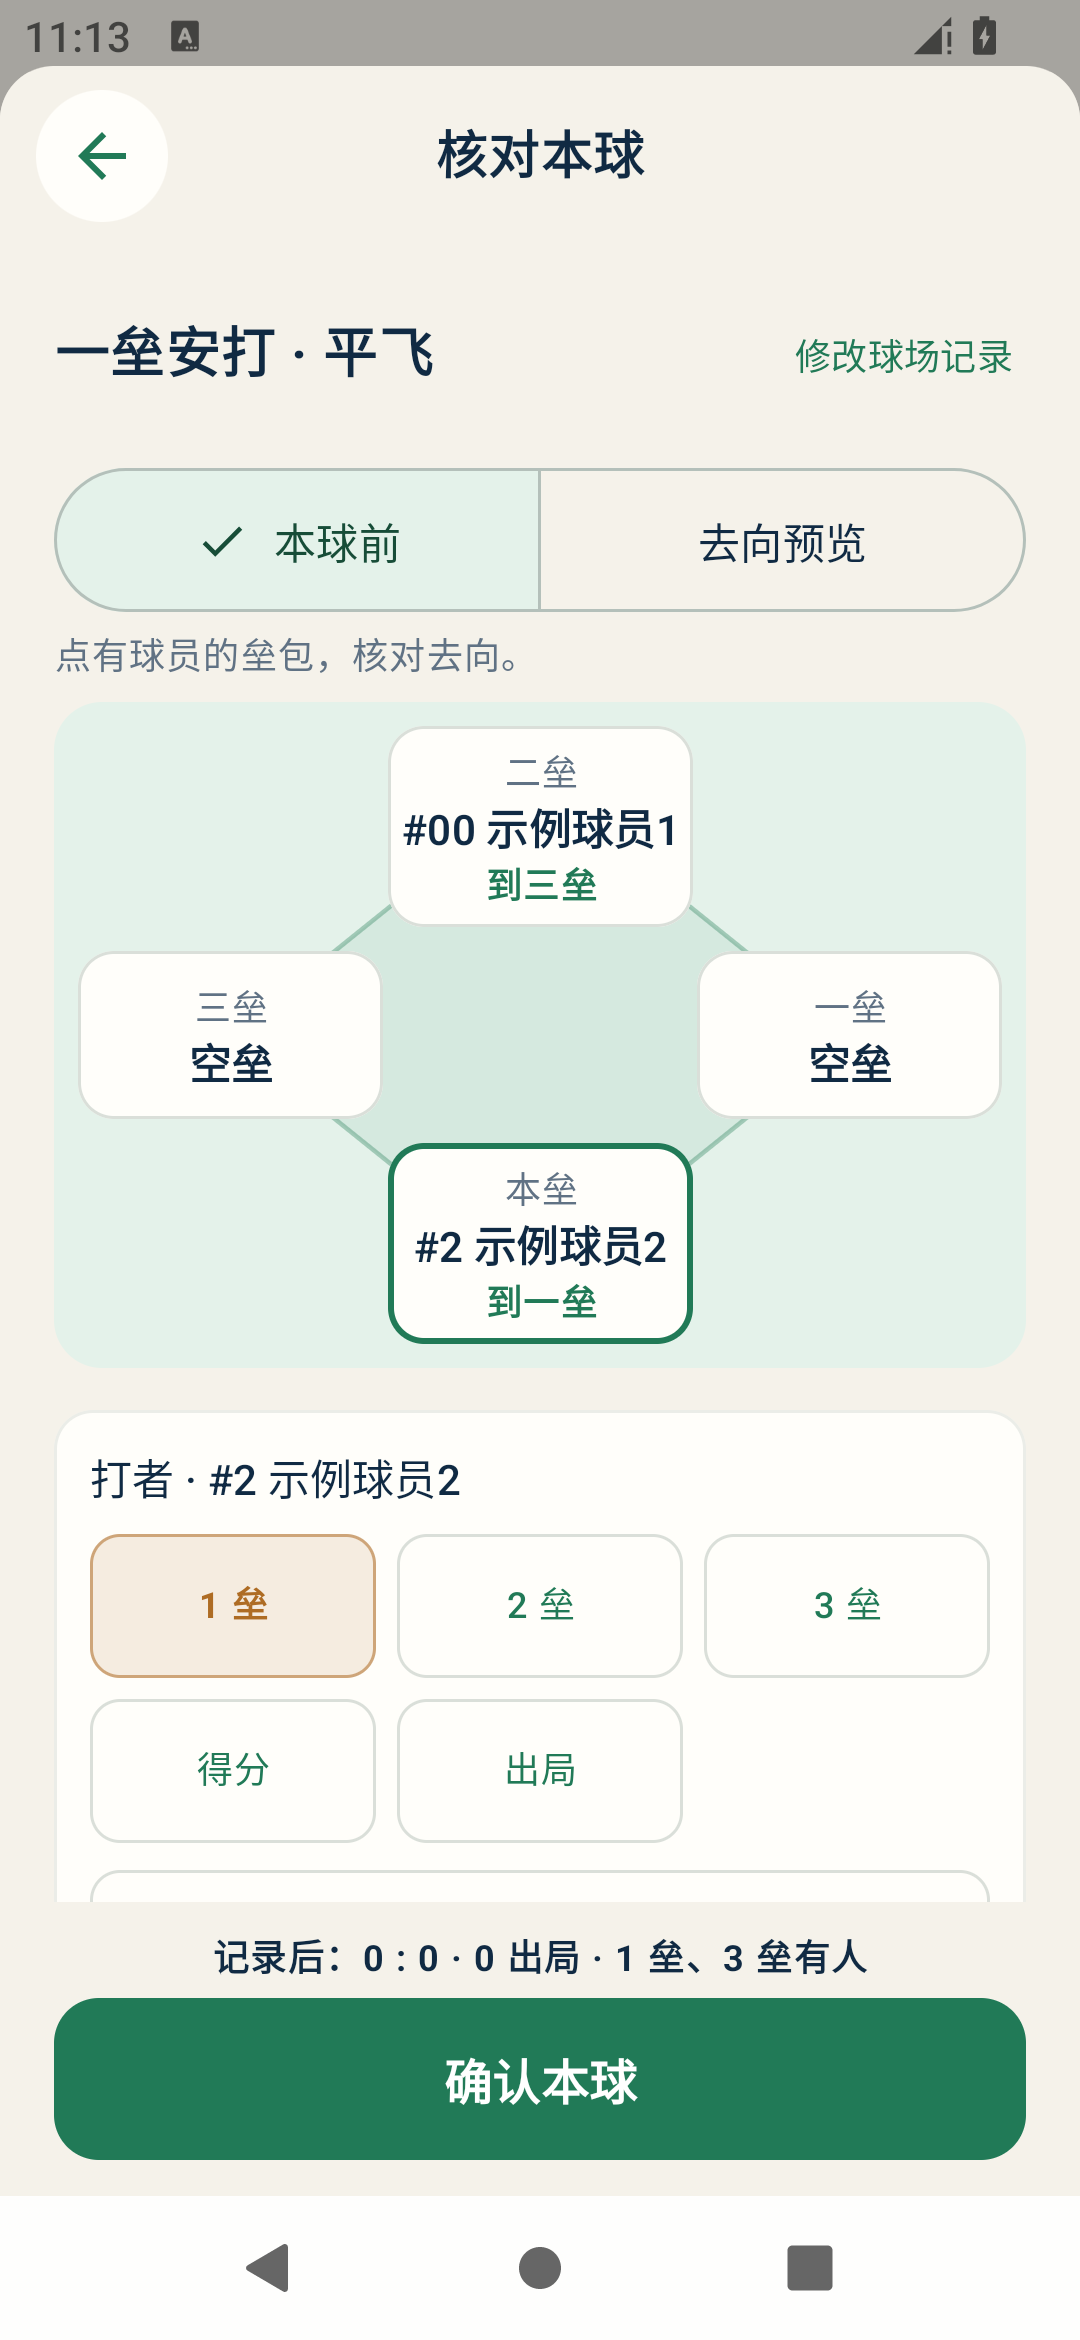 11:13
核对本球
一垒安打 · 平飞
修改球场记录
本球前
去向预览
点有球员的垒包，核对去向。
二垒
#00 示例球员1
到三垒
三垒
空垒
一垒
空垒
本垒
#2 示例球员2
到一垒
打者 · #2 示例球员2
1 垒
2 垒
3 垒
得分
出局
记录后：0 : 0 · 0 出局 · 1 垒、3 垒有人
确认本球